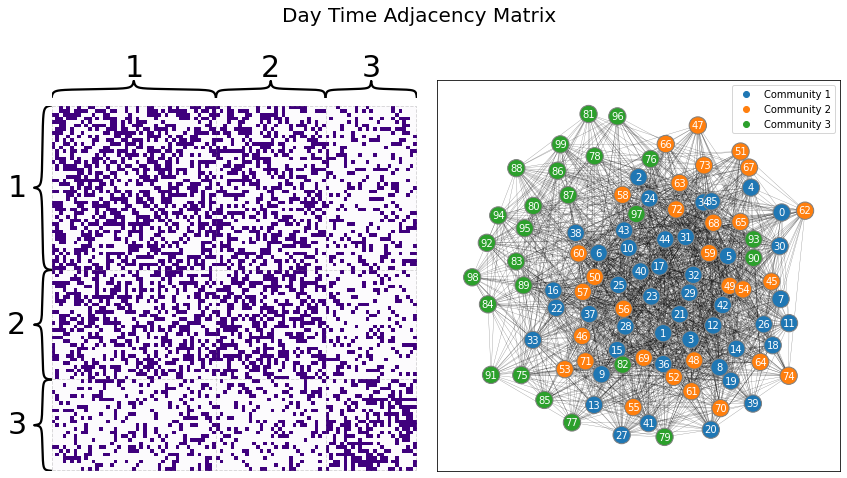 Day Time Adjacency Matrix
1 2 3
1
2
3
Community 1
Community 2
Community 3
81 96 47
99 66 51
78 76 73 67
88 86 2 63 4
87 58 24 34 35
80 97 72 0 62
94 68 65
95 38 43 44 31 93
92 10 30
60 6 59 5 90
83 40 17
98 50 32 45
89 25 49 54
16 57 23 29 7
84 22 56 42
37 21
28 12 26 11
33 46 1 3
15 14 18
71 82 69 36 48 64
53 9 8
91 75 52 19 74
61
85 13 55 70 39
77 41 20
27 79